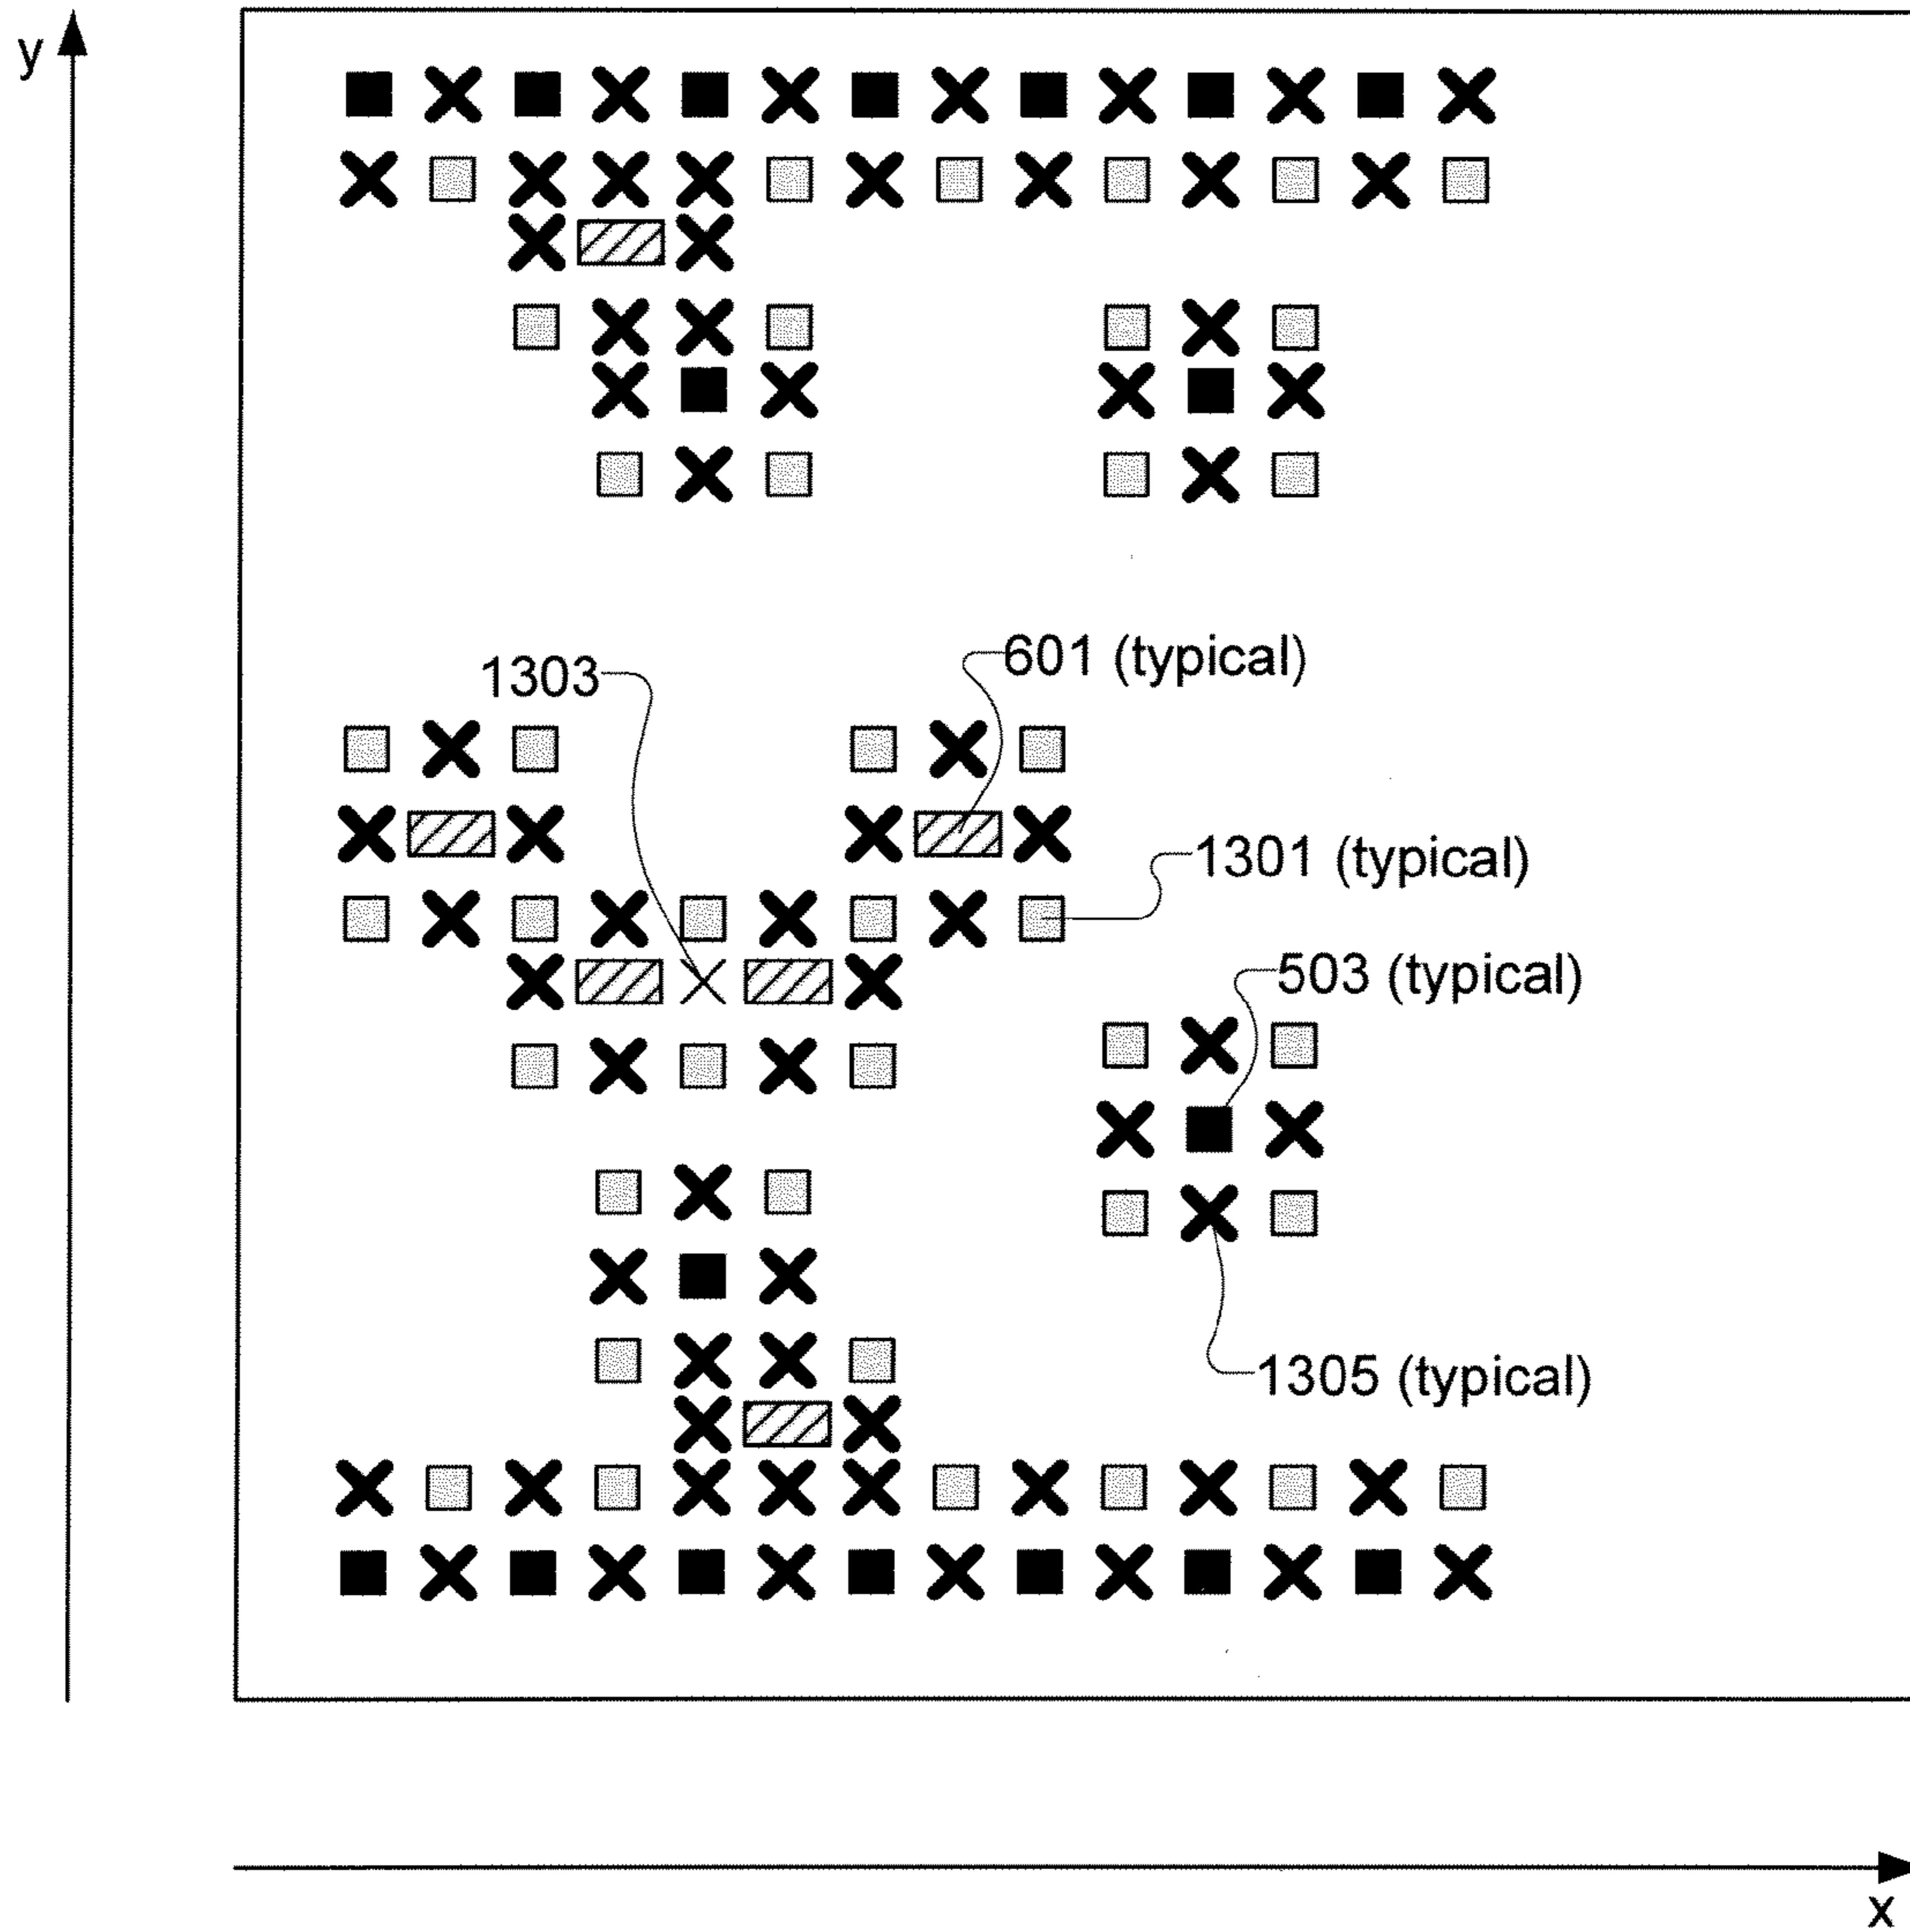 y
601 (typical)
1303
1301 (typical)
503 (typical)
1305 (typical)
x